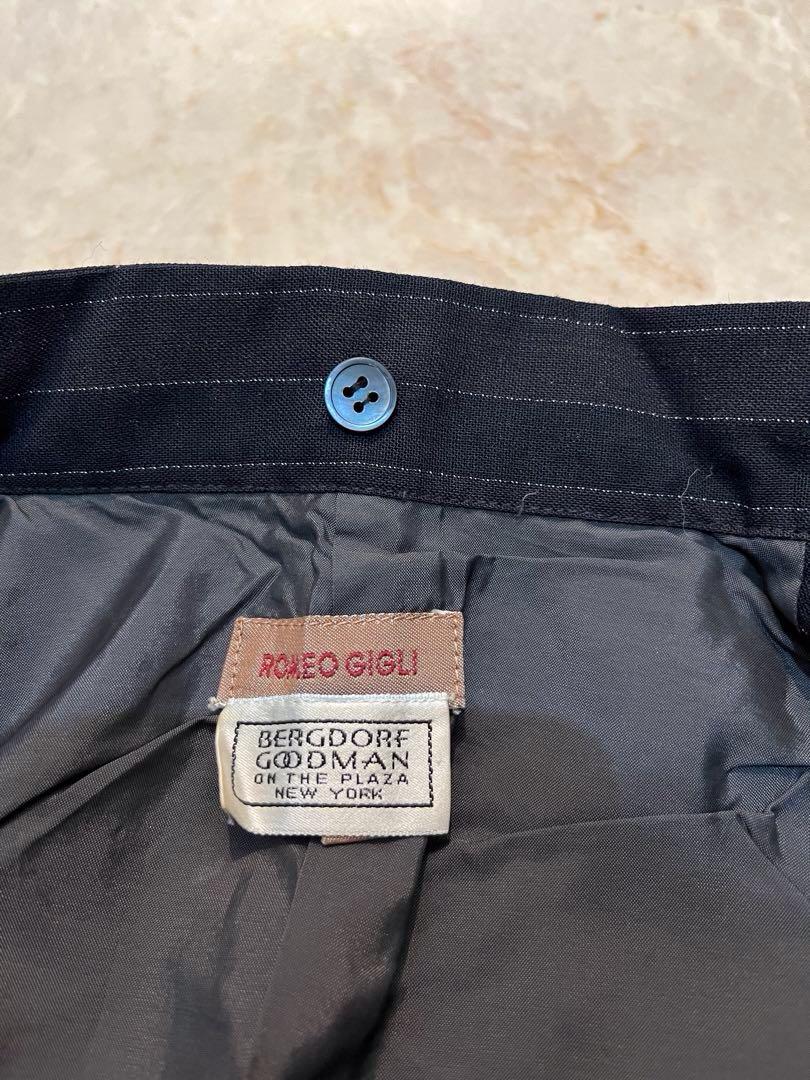 ROMEO GIGLI
BERGDORF
GOODMAN
ON THE PLAZA
NEW YORK